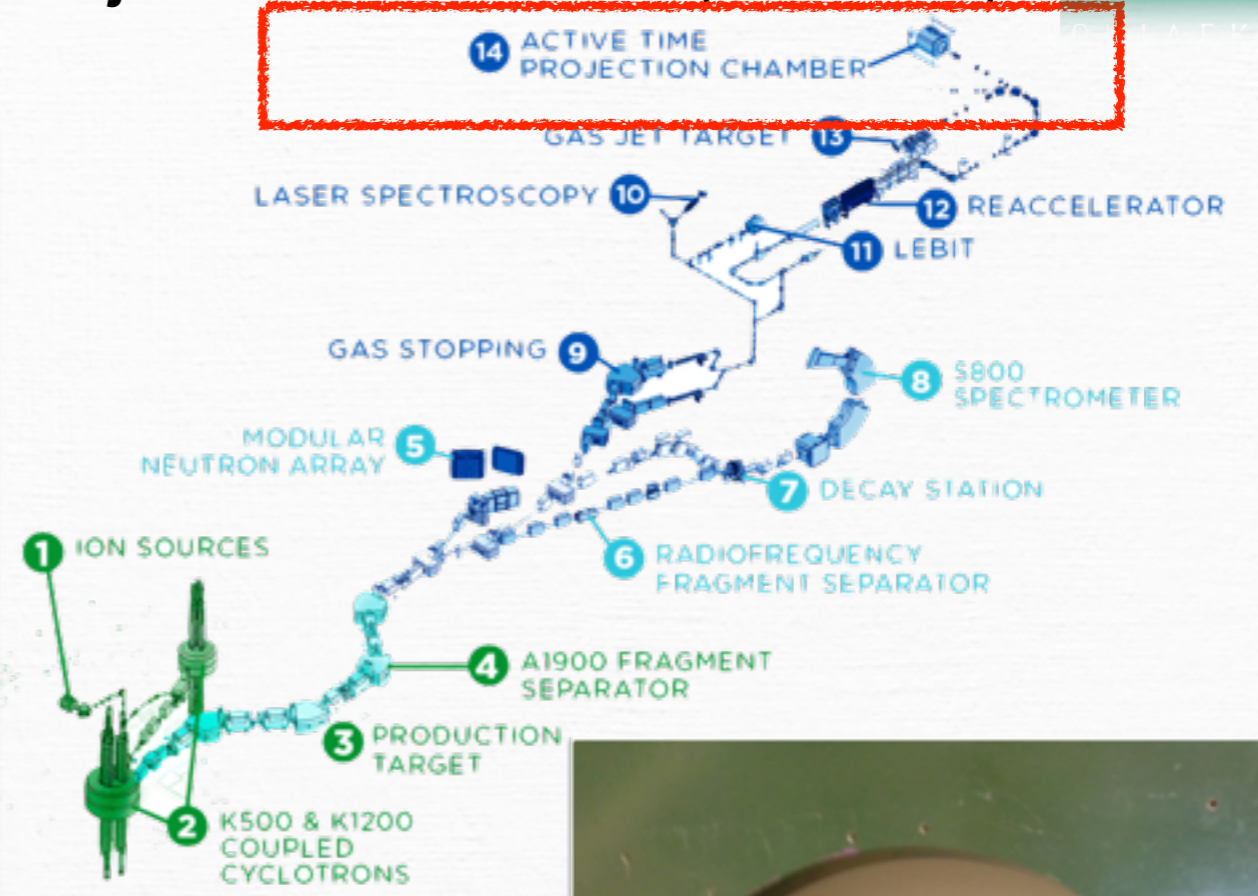 14 ACTIVE TIME
PROJECTION CHAMBER
GAS JET TARGET 13
LASER SPECTROSCOPY 10
12 REACCELERATOR
11 LEBIT
GAS STOPPING 9
8 S800
SPECTROMETER
MODULAR 5
NEUTRON ARRAY
7 DECAY STATION
1 ION SOURCES
6 RADIOFREQUENCY
FRAGMENT SEPARATOR
4 A1900 FRAGMENT
SEPARATOR
3 PRODUCTION
TARGET
2 K500 & K1200
COUPLED
CYCLOTRONS